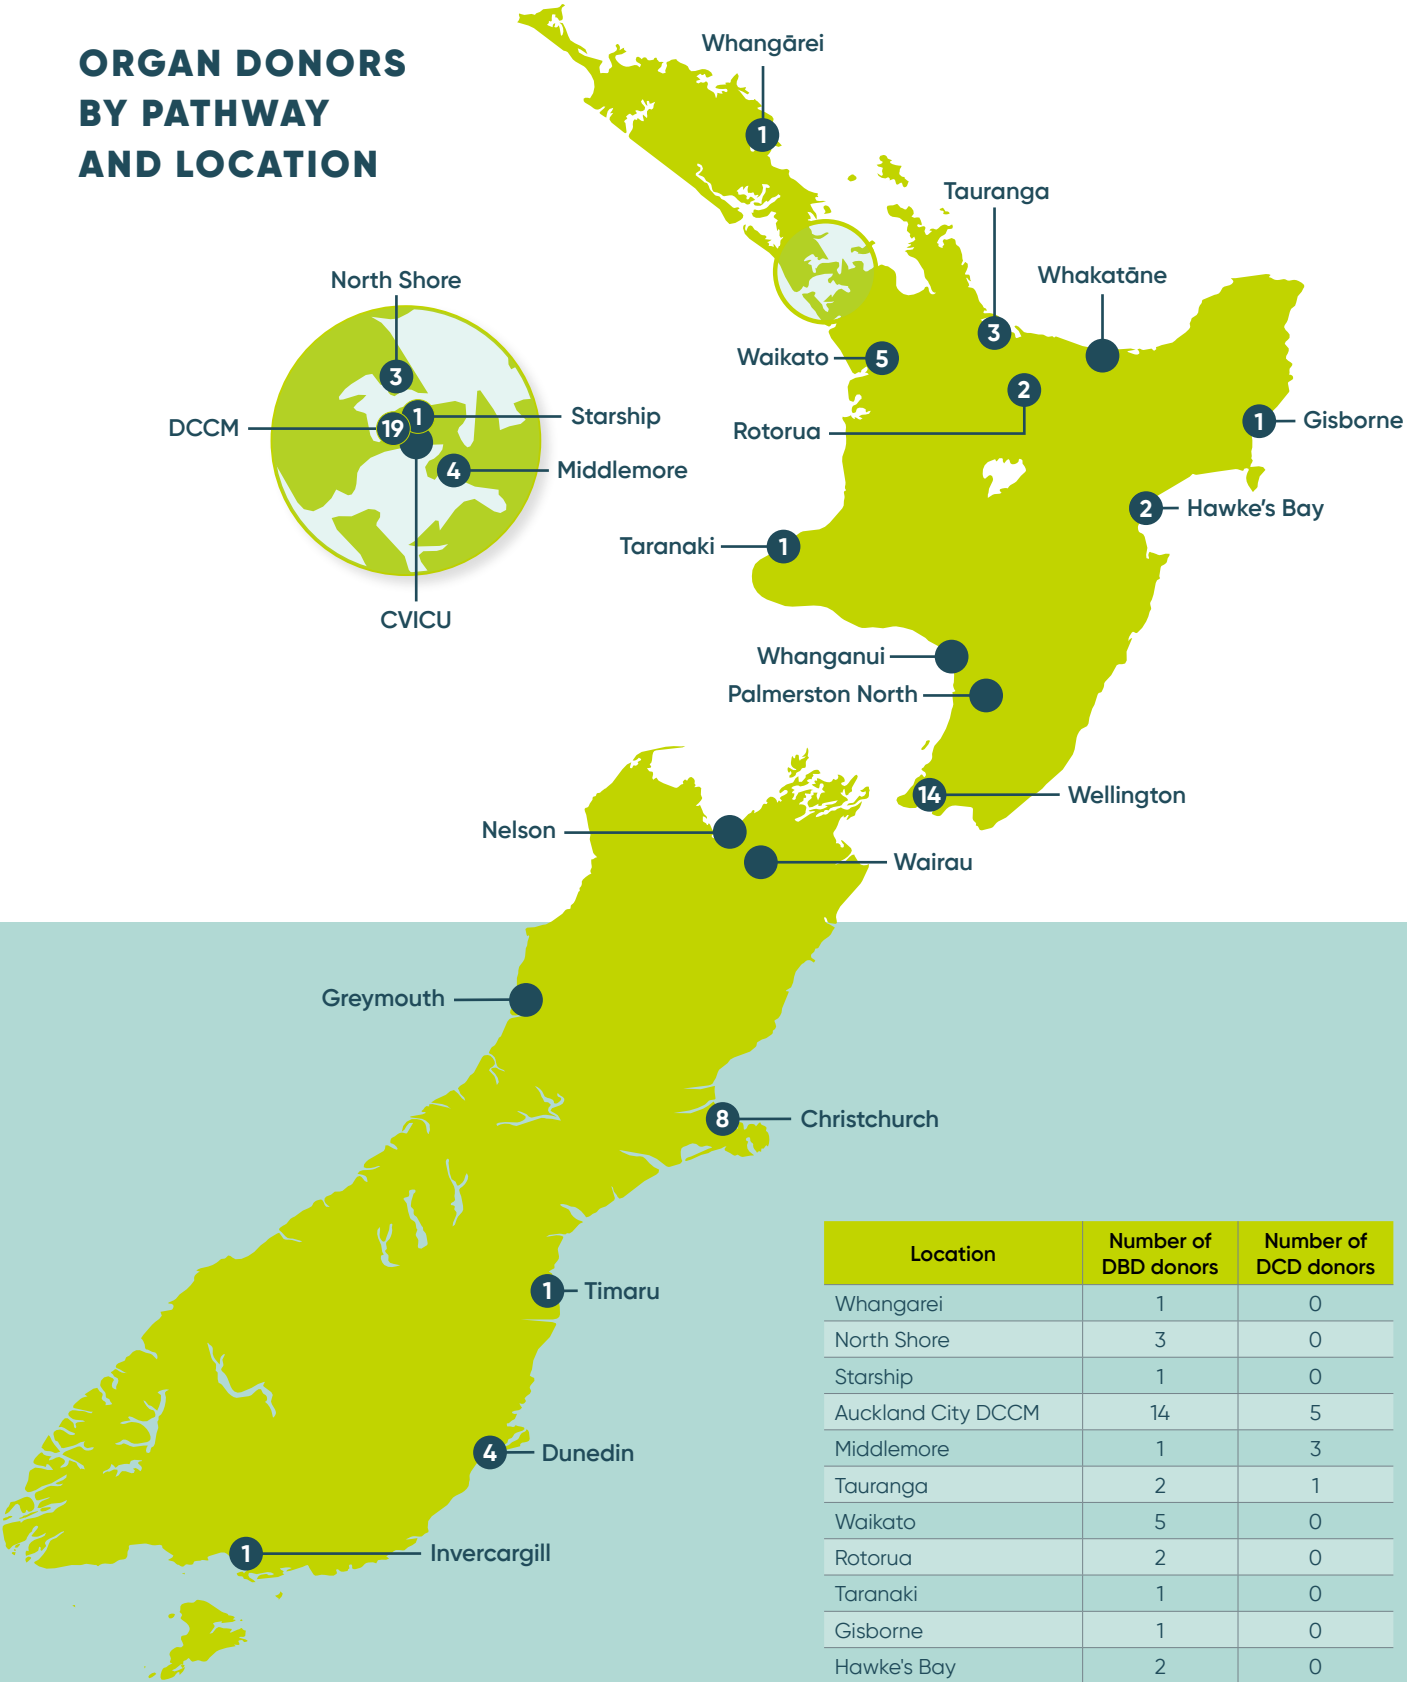 ORGAN DONORS
BY PATHWAY
AND LOCATION
Whangārei
1
Tauranga
3
Whakatāne
North Shore
3
Waikato
5
2
Rotorua
1
Gisborne
DCCM
19
1
Starship
4
Middlemore
CVICU
2
Hawke's Bay
Taranaki
1
Whanganui
Palmerston North
14
Wellington
Nelson
Wairau
Greymouth
8
Christchurch
1
Timaru
4
Dunedin
1
Invercargill
Location Number of DBD donors Number of DCD donors
Whangarei 1 0
North Shore 3 0
Starship 1 0
Auckland City DCCM 14 5
Middlemore 1 3
Tauranga 2 1
Waikato 5 0
Rotorua 2 0
Taranaki 1 0
Gisborne 1 0
Hawke's Bay 2 0